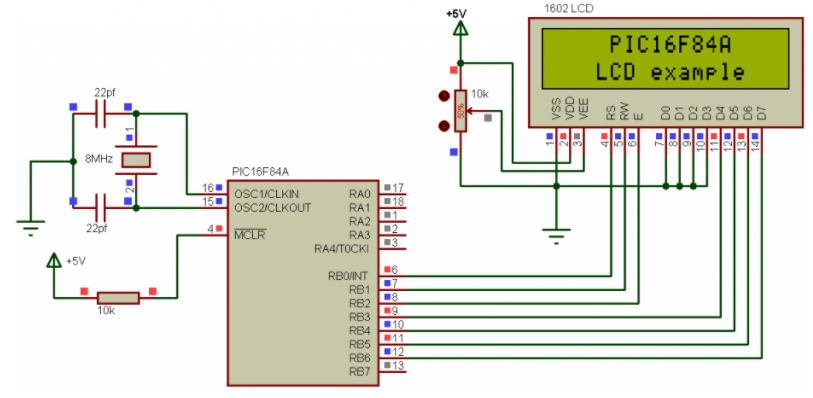 1602 LCD
+5V
PIC16F84A
LCD example
10k
50%
VSS VDD VEE RS RW E D0 D1 D2 D3 D4 D5 D6 D7
1 2 3 4 5 6 7 8 9 10 11 12 13 14
22pf
8MHz
1
2
22pf
+5V
10k
PIC16F84A
16 OSC1/CLKIN RA0 17
15 OSC2/CLKOUT RA1 18
RA2 1
4 MCLR RA3 2
RA4/T0CKI 3
RB0/INT 6
RB1 7
RB2 8
RB3 9
RB4 10
RB5 11
RB6 12
RB7 13